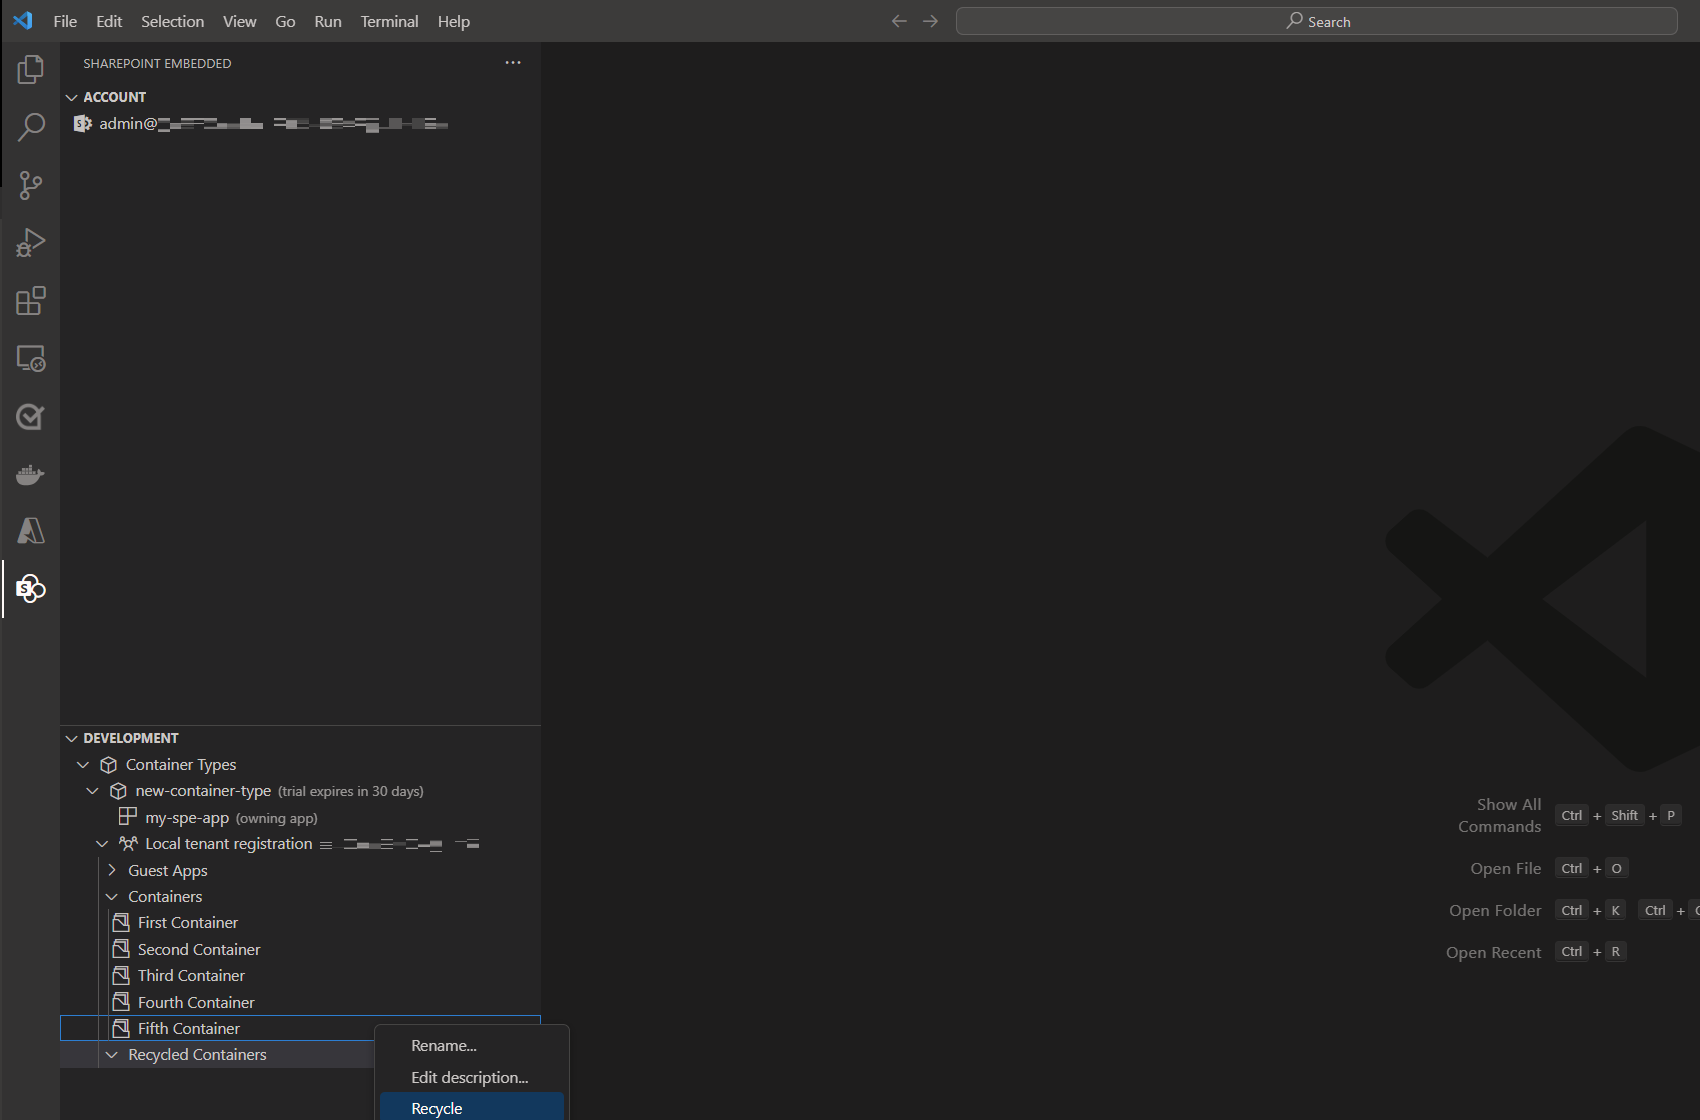 File Edit Selection View Go Run Terminal Help
Search
SHAREPOINT EMBEDDED
ACCOUNT
admin@
DEVELOPMENT
Container Types
new-container-type (trial expires in 30 days)
my-spe-app (owning app)
Local tenant registration
Guest Apps
Containers
First Container
Second Container
Third Container
Fourth Container
Fifth Container
Recycled Containers
Rename...
Edit description...
Recycle
Show All
Commands
Ctrl + Shift + P
Open File Ctrl + O
Open Folder Ctrl + K Ctrl +
Open Recent Ctrl + R